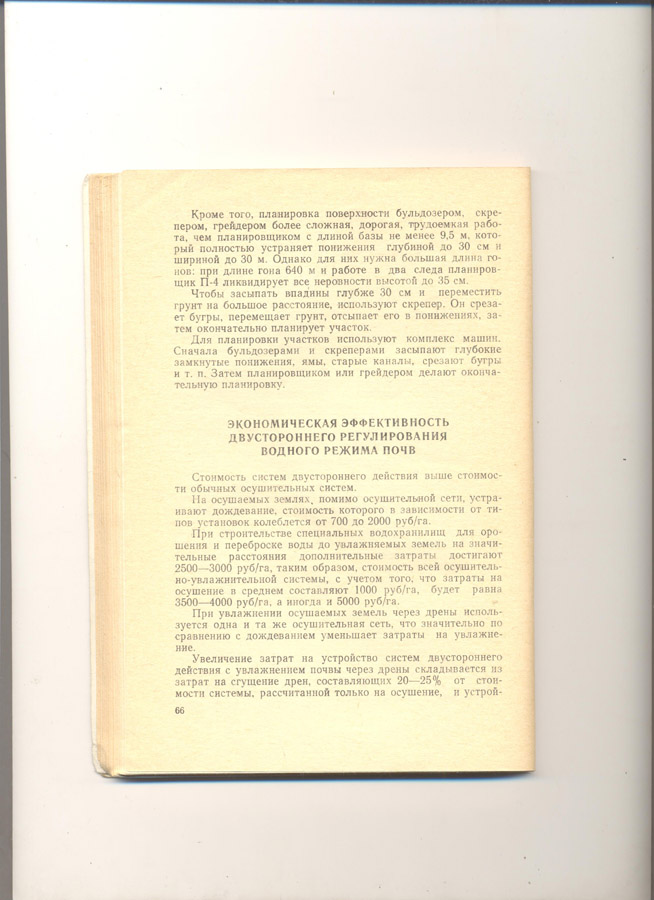 Кроме того, планировка поверхности бульдозером, скре-
пером, грейдером более сложная, дорогая, трудоемкая рабо-
та, чем планировщиком с длиной базы не менее 9,5 м, кото-
рый полностью устраняет понижения глубиной до 30 см и
шириной до 30 м. Однако для них нужна большая длина го-
нов: при длине гона 640 м и работе в два следа планиров-
щик П-4 ликвидирует все неровности высотой до 35 см.
Чтобы засыпать впадины глубже 30 см и переместить
грунт на большое расстояние, используют скрепер. Он среза-
ет бугры, перемещает грунт, отсыпает его в понижениях, за-
тем окончательно планирует участок.
Для планировки участков используют комплекс машин.
Сначала бульдозерами и скреперами засыпают глубокие
замкнутые понижения, ямы, старые каналы, срезают бугры
и т. п. Затем планировщиком или грейдером делают оконча-
тельную планировку.
ЭКОНОМИЧЕСКАЯ ЭФФЕКТИВНОСТЬ
ДВУСТОРОННЕГО РЕГУЛИРОВАНИЯ
ВОДНОГО РЕЖИМА ПОЧВ
Стоимость систем двустороннего действия выше стоимос-
ти обычных осушительных систем.
На осушаемых землях, помимо осушительной сети, устра-
ивают дождевание, стоимость которого в зависимости от ти-
пов установок колеблется от 700 до 2000 руб/га.
При строительстве специальных водохранилищ для оро-
шения и переброске воды до увлажняемых земель на значи-
тельные расстояния дополнительные затраты достигают
2500—3000 руб/га, таким образом, стоимость всей осушитель-
но-увлажнительной системы, с учетом того, что затраты на
осушение в среднем составляют 1000 руб/га, будет равна
3500—4000 руб/га, а иногда и 5000 руб/га.
При увлажнении осушаемых земель через дрены исполь-
зуется одна и та же осушительная сеть, что значительно по
сравнению с дождеванием уменьшает затраты на увлажне-
ние.
Увеличение затрат на устройство систем двустороннего
действия с увлажнением почвы через дрены складывается из
затрат на сгущение дрен, составляющих 20—25% от стои-
мости системы, рассчитанной только на осушение, и устрой-
66